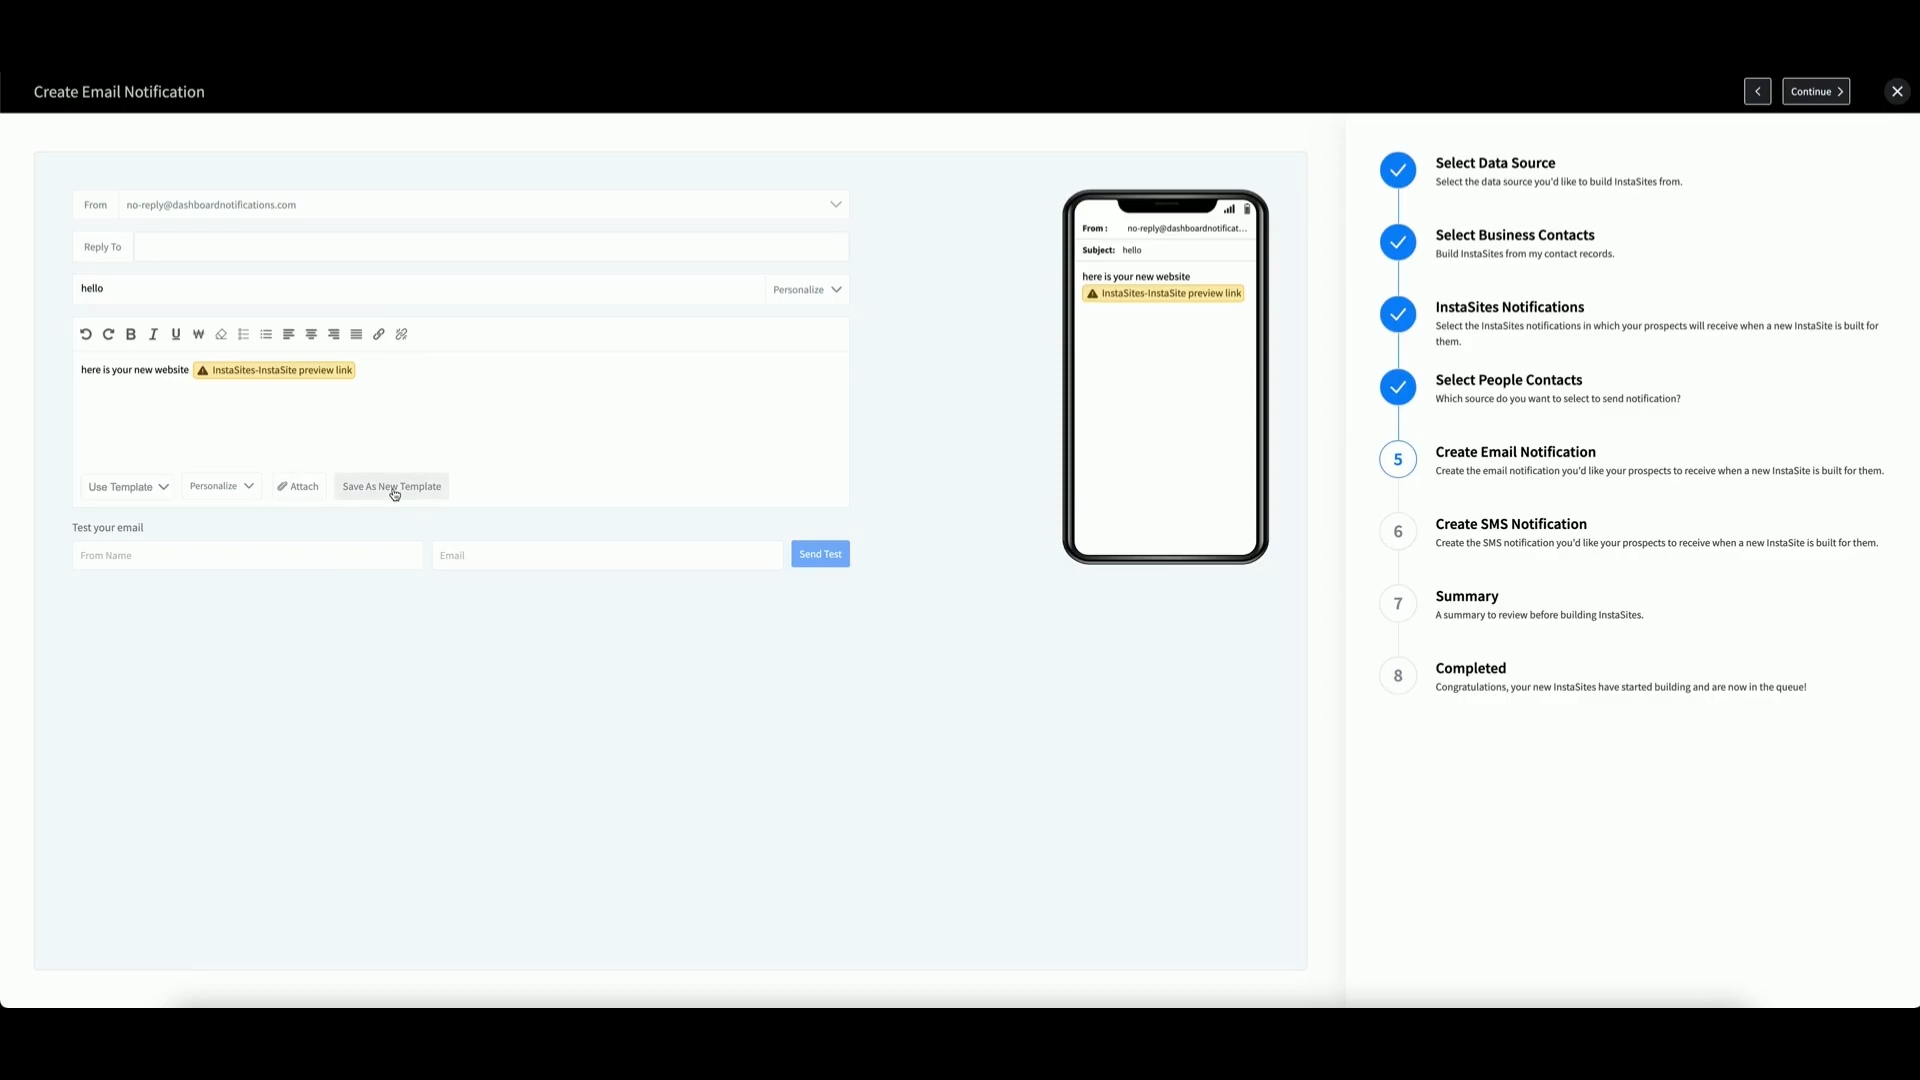 Create Email Notification
Continue
From no-reply@dashboardnotifications.com
Reply To
hello Personalize
here is your new website InstaSites-InstaSite preview link
Use Template Personalize Attach Save As New Template
Test your email
From Name Email Send Test
From : no-reply@dashboardnotificat...
Subject: hello
here is your new website
InstaSites-InstaSite preview link
Select Data Source
Select the data source you'd like to build InstaSites from.
Select Business Contacts
Build InstaSites from my contact records.
InstaSites Notifications
Select the InstaSites notifications in which your prospects will receive when a new InstaSite is built for
them.
Select People Contacts
Which source do you want to select to send notification?
5 Create Email Notification
Create the email notification you'd like your prospects to receive when a new InstaSite is built for them.
6 Create SMS Notification
Create the SMS notification you'd like your prospects to receive when a new InstaSite is built for them.
7 Summary
A summary to review before building InstaSites.
8 Completed
Congratulations, your new InstaSites have started building and are now in the queue!